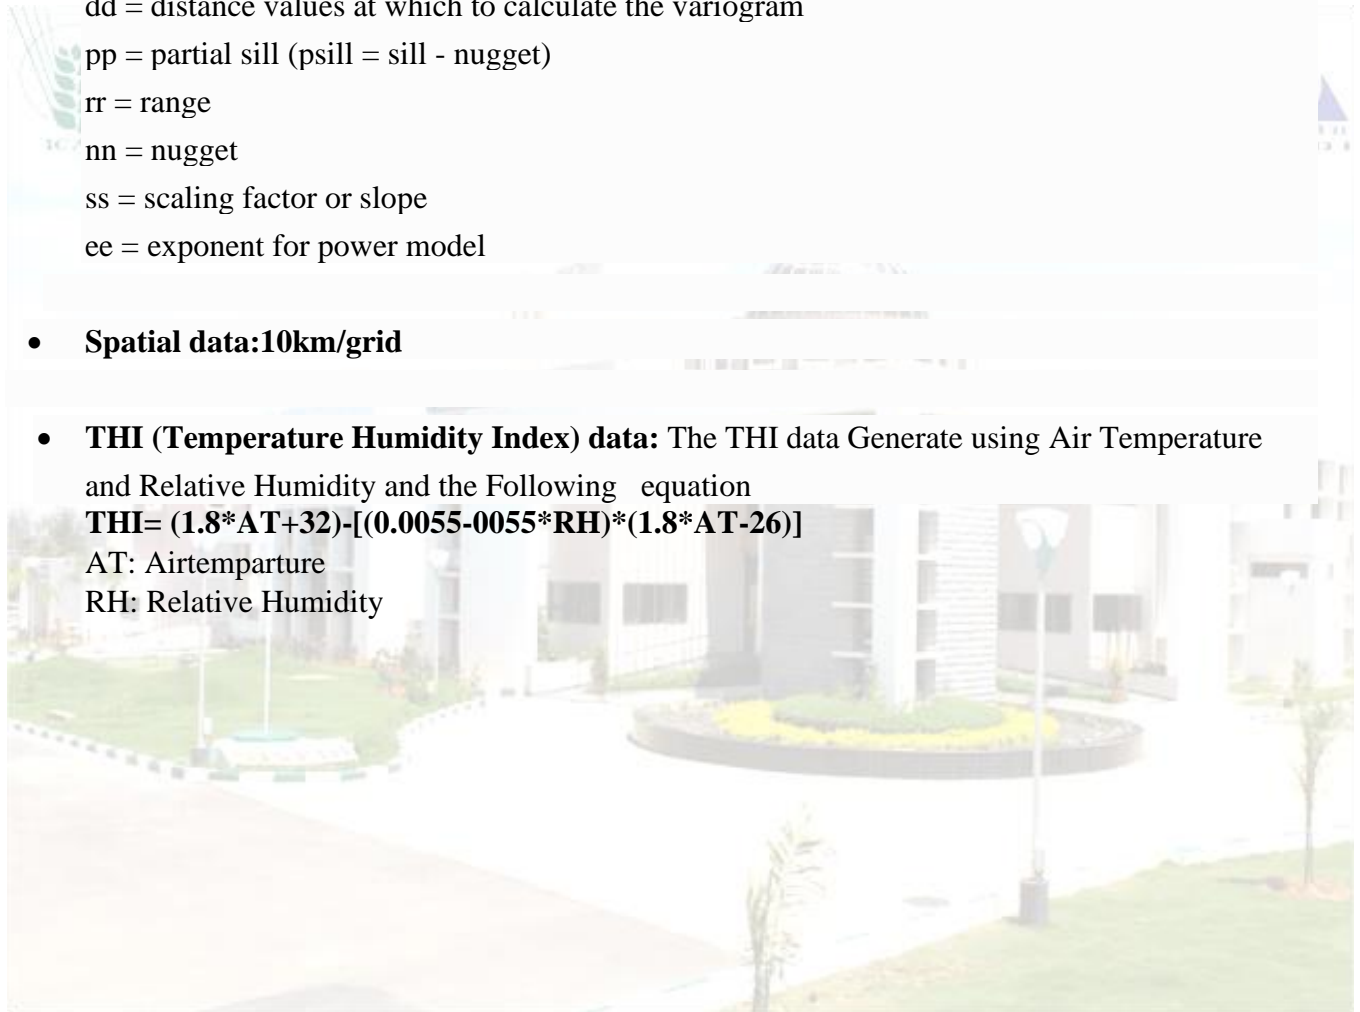 dd = distance values at which to calculate the variogram
pp = partial sill (psill = sill - nugget)
rr = range
nn = nugget
ss = scaling factor or slope
ee = exponent for power model
• Spatial data:10km/grid
• THI (Temperature Humidity Index) data: The THI data Generate using Air Temperature
and Relative Humidity and the Following equation
THI= (1.8*AT+32)-[(0.0055-0055*RH)*(1.8*AT-26)]
AT: Airtemparture
RH: Relative Humidity